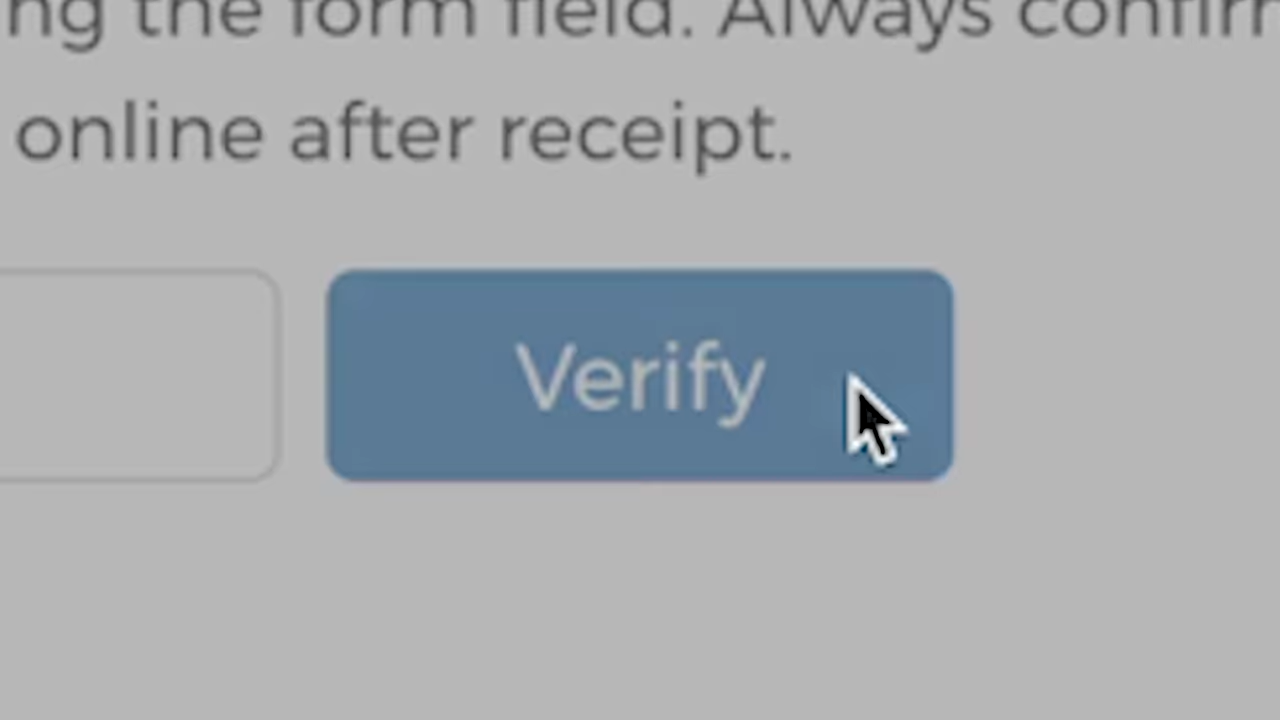 ng the form field. Always confirm
online after receipt.
Verify